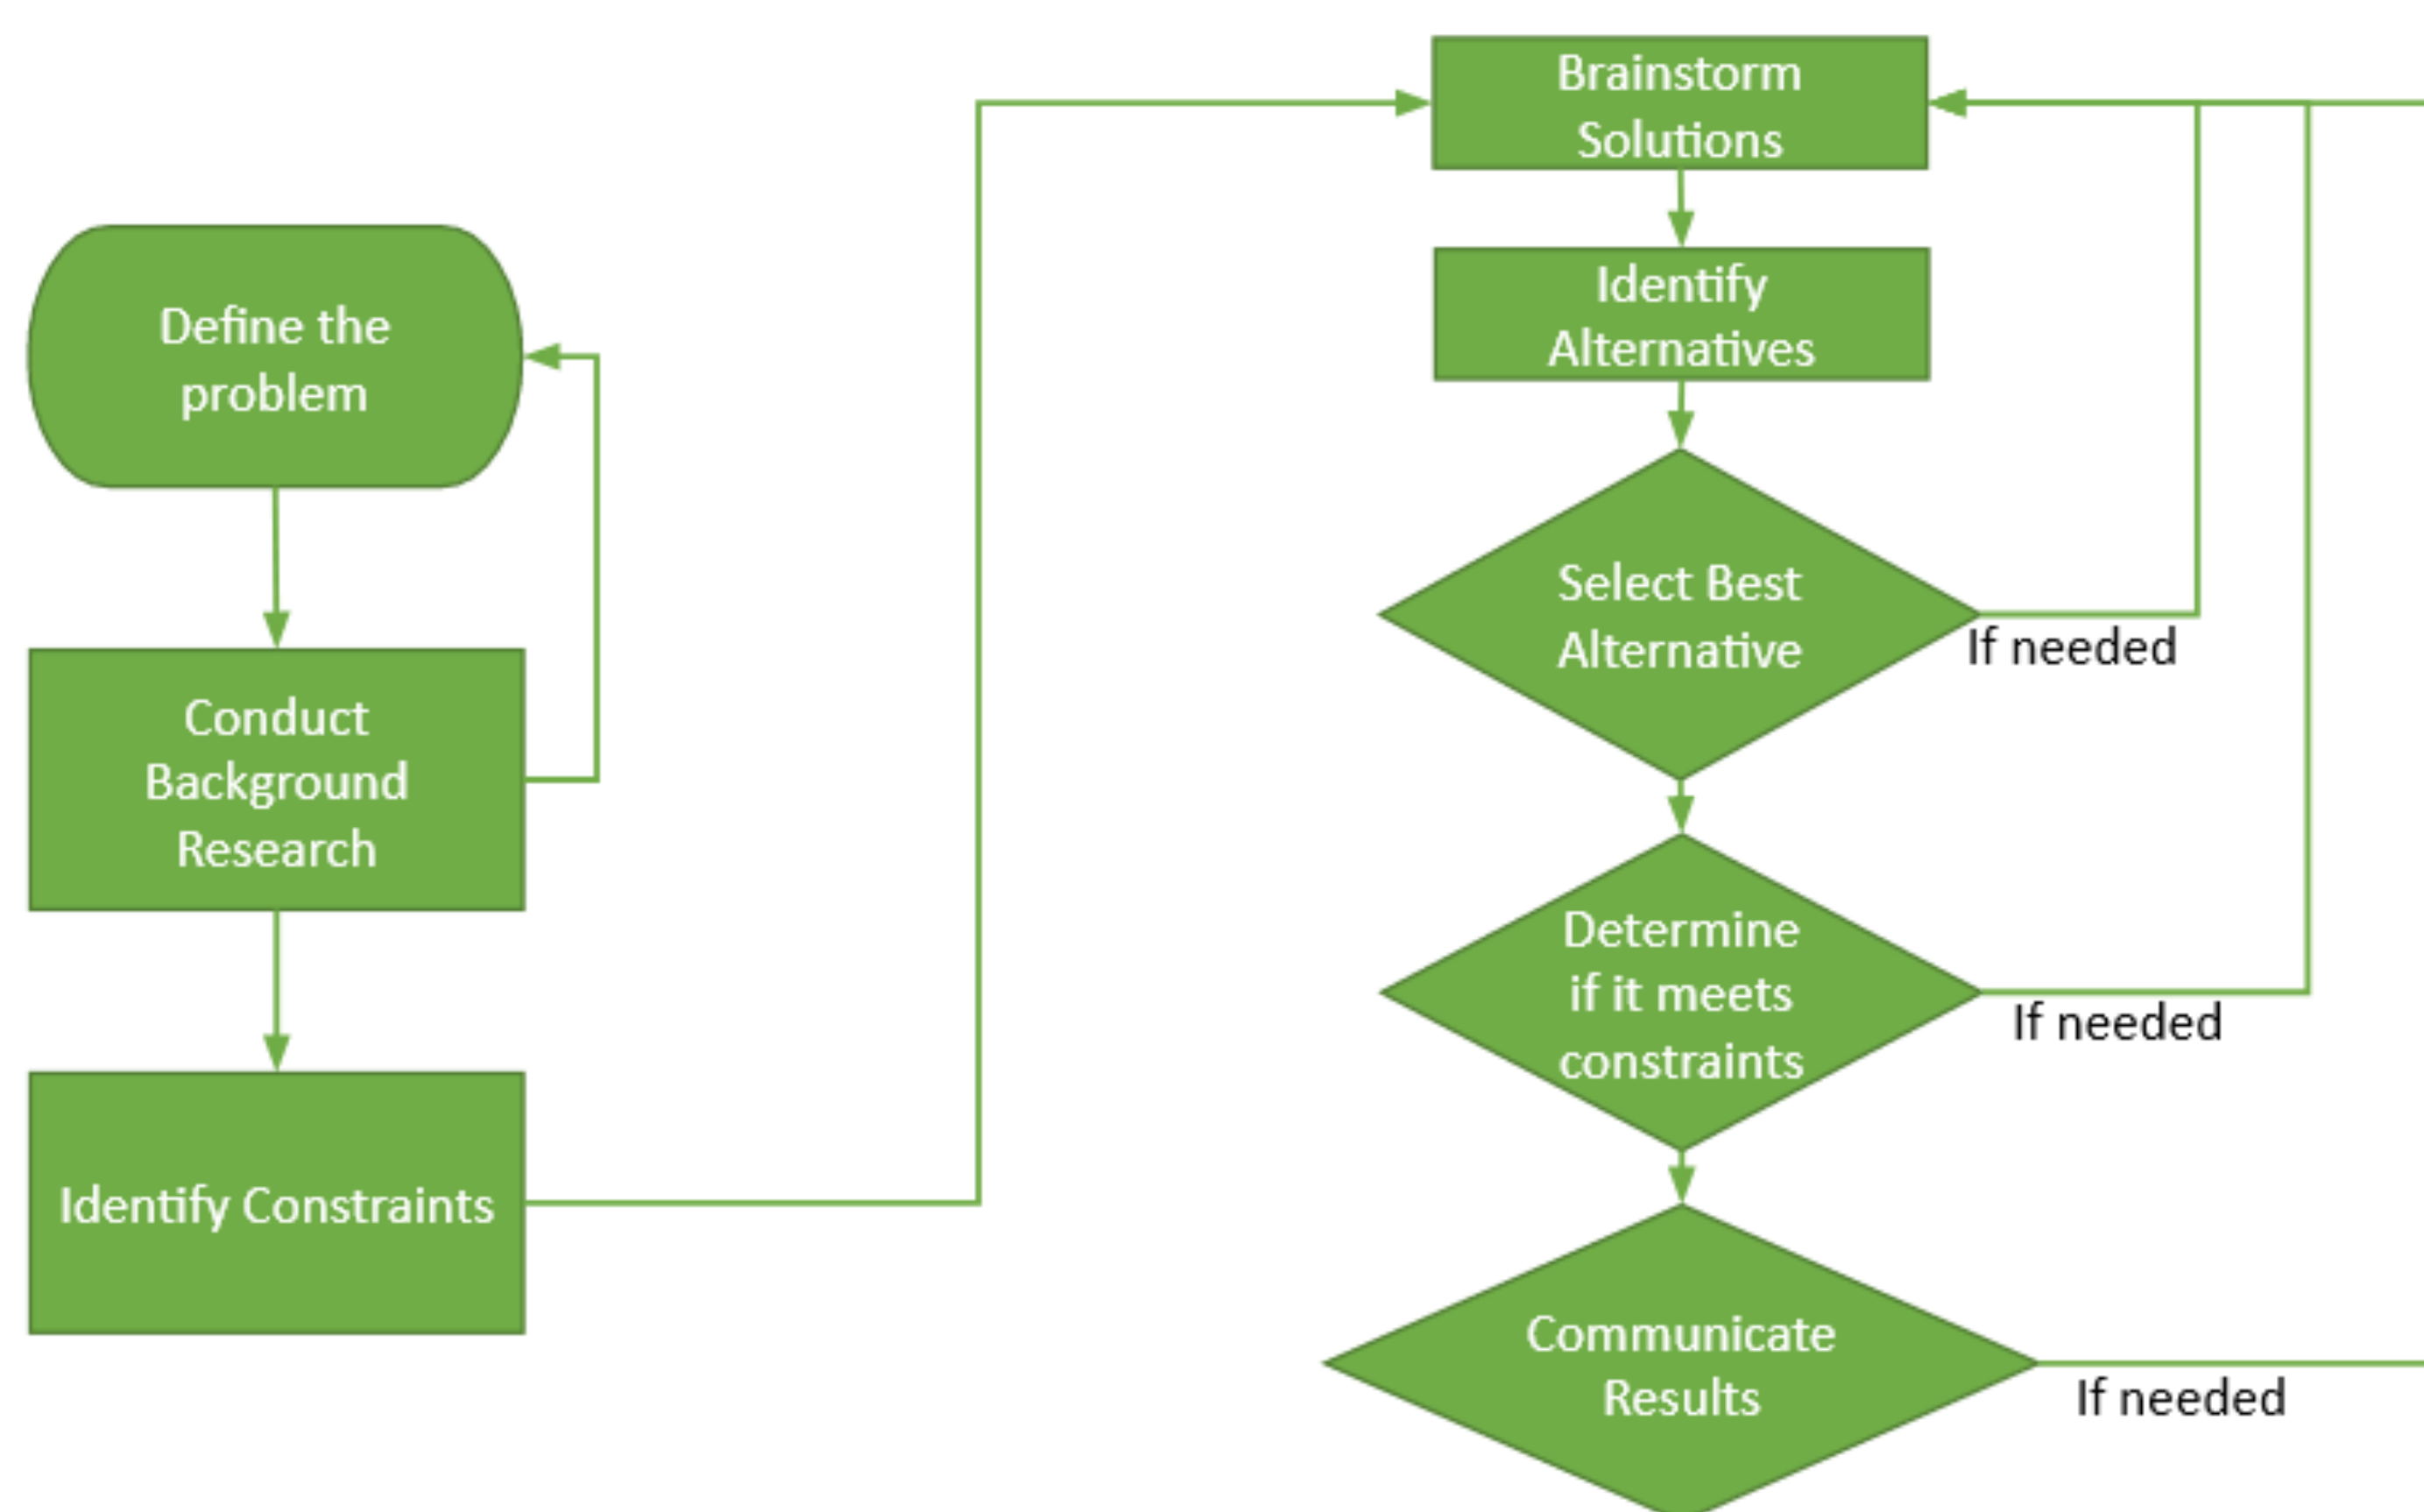 Define the
problem
Conduct
Background
Research
Identify Constraints
Brainstorm
Solutions
Identify
Alternatives
Select Best
Alternative
If needed
Determine
if it meets
constraints
If needed
Communicate
Results
If needed